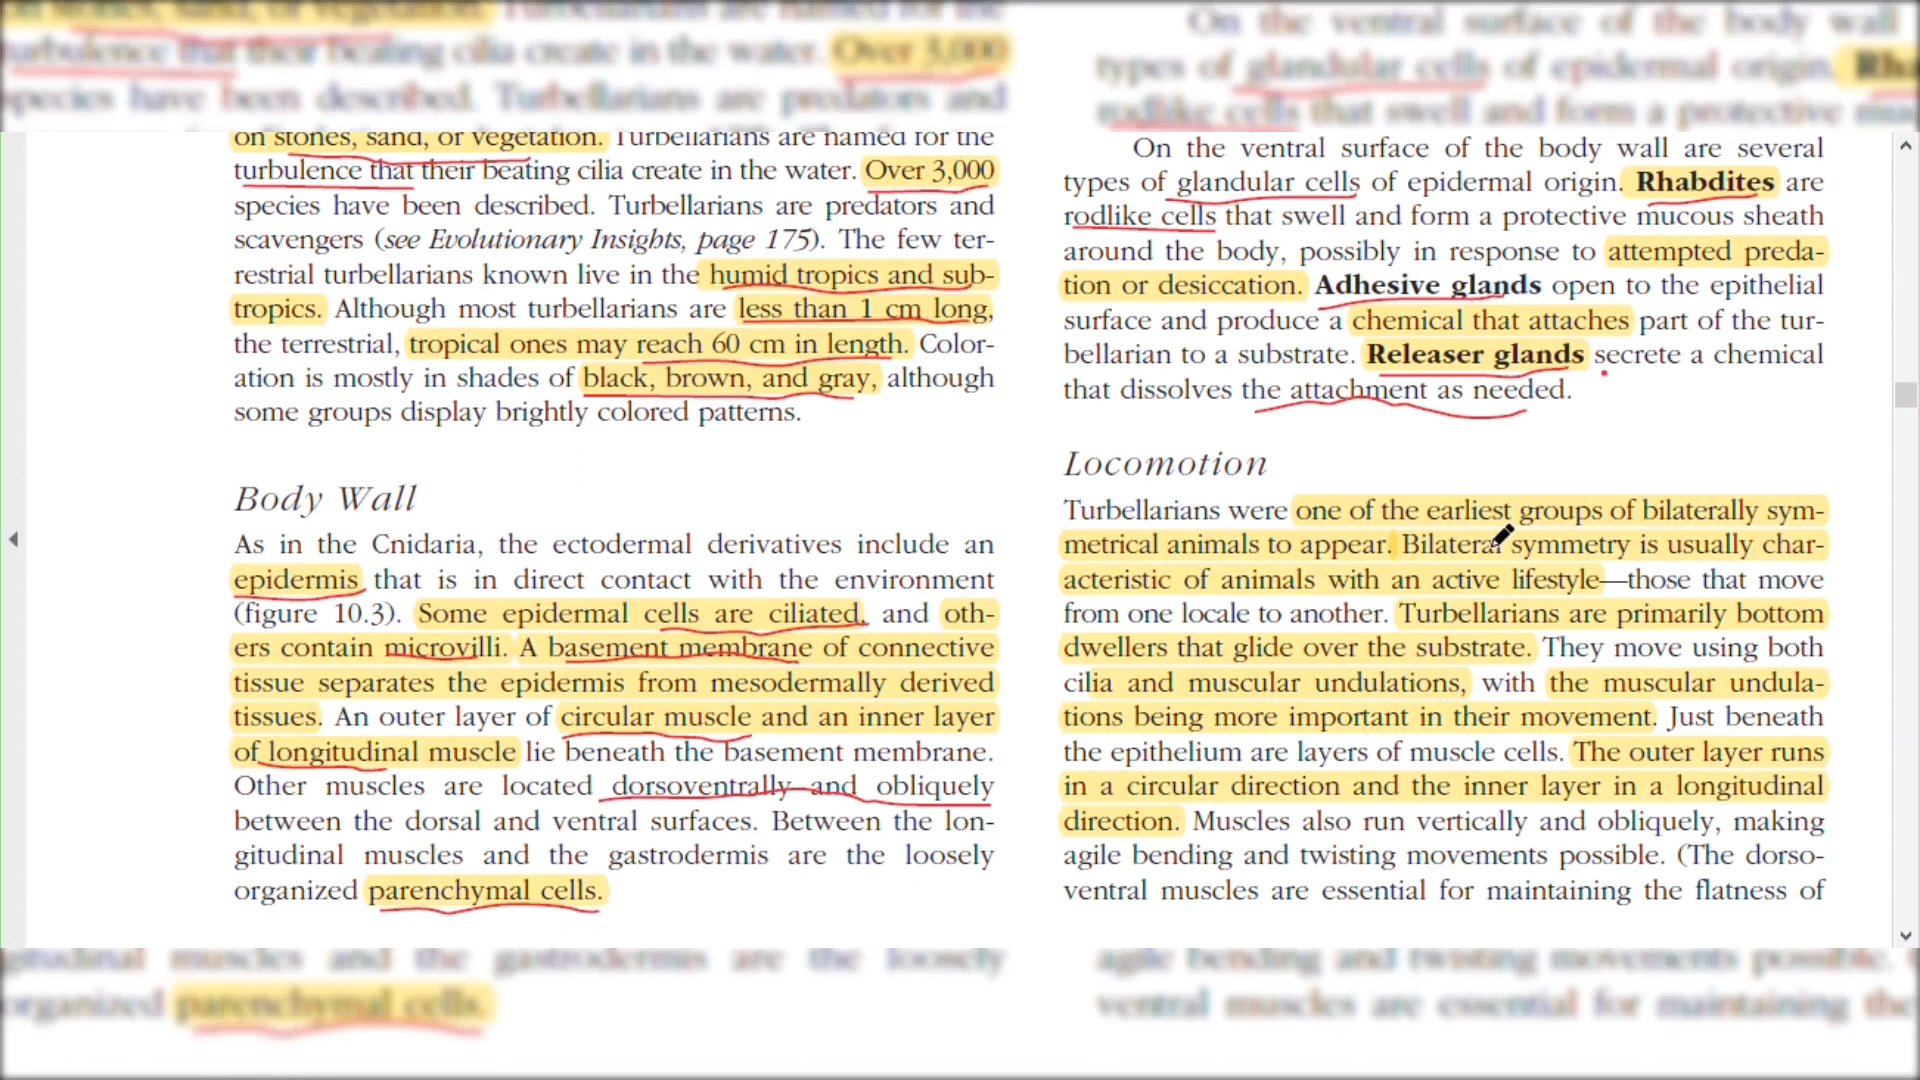 on stones, sand, or vegetation. Turbellarians are named for the
turbulence that their beating cilia create in the water. Over 3,000
species have been described. Turbellarians are predators and
scavengers (see Evolutionary Insights, page 175). The few ter-
restrial turbellarians known live in the humid tropics and sub-
tropics. Although most turbellarians are less than 1 cm long,
the terrestrial, tropical ones may reach 60 cm in length. Color-
ation is mostly in shades of black, brown, and gray, although
some groups display brightly colored patterns.
Body Wall
As in the Cnidaria, the ectodermal derivatives include an
epidermis that is in direct contact with the environment
(figure 10.3). Some epidermal cells are ciliated, and oth-
ers contain microvilli. A basement membrane of connective
tissue separates the epidermis from mesodermally derived
tissues. An outer layer of circular muscle and an inner layer
of longitudinal muscle lie beneath the basement membrane.
Other muscles are located dorsoventrally and obliquely
between the dorsal and ventral surfaces. Between the lon-
gitudinal muscles and the gastrodermis are the loosely
organized parenchymal cells.
On the ventral surface of the body wall are several
types of glandular cells of epidermal origin. Rhabdites are
rodlike cells that swell and form a protective mucous sheath
around the body, possibly in response to attempted preda-
tion or desiccation. Adhesive glands open to the epithelial
surface and produce a chemical that attaches part of the tur-
bellarian to a substrate. Releaser glands secrete a chemical
that dissolves the attachment as needed.
Locomotion
Turbellarians were one of the earliest groups of bilaterally sym-
metrical animals to appear. Bilateral symmetry is usually char-
acteristic of animals with an active lifestyle—those that move
from one locale to another. Turbellarians are primarily bottom
dwellers that glide over the substrate. They move using both
cilia and muscular undulations, with the muscular undula-
tions being more important in their movement. Just beneath
the epithelium are layers of muscle cells. The outer layer runs
in a circular direction and the inner layer in a longitudinal
direction. Muscles also run vertically and obliquely, making
agile bending and twisting movements possible. (The dorso-
ventral muscles are essential for maintaining the flatness of